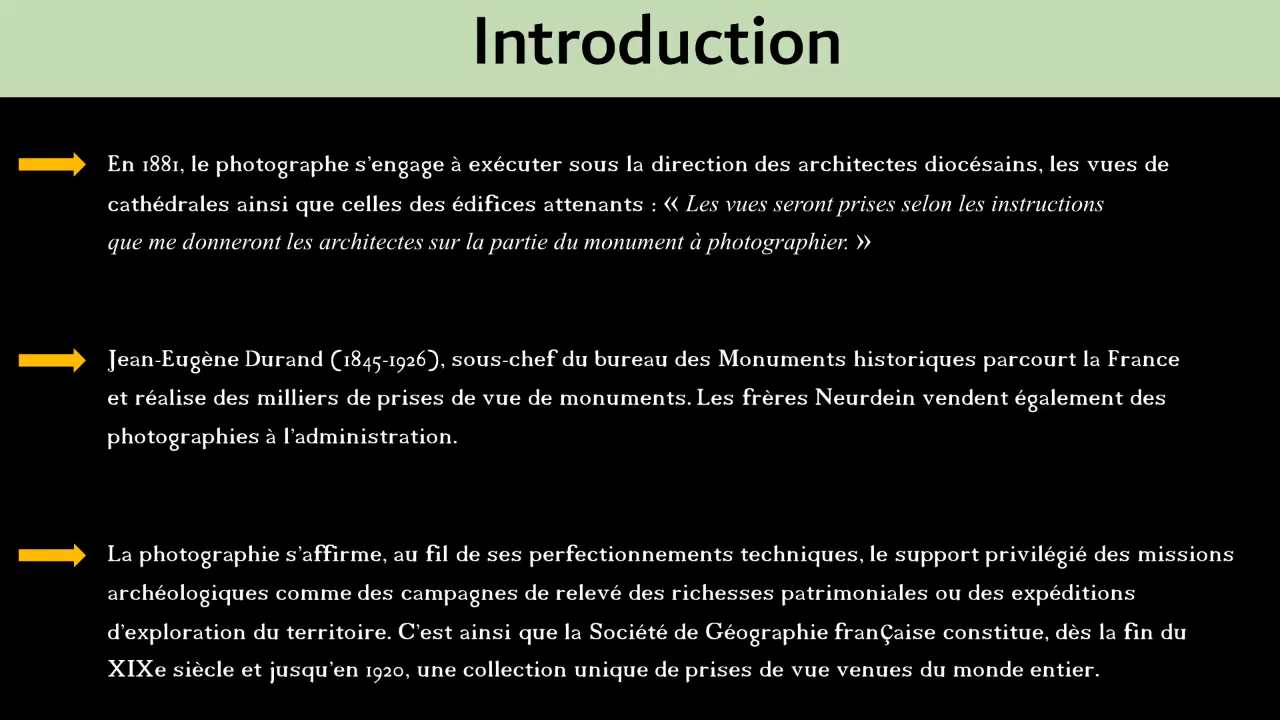 Introduction
En 1881, le photographe s'engage à exécuter sous la direction des architectes diocésains, les vues de
cathédrales ainsi que celles des édifices attenants : « Les vues seront prises selon les instructions
que me donneront les architectes sur la partie du monument à photographier. »
Jean-Eugène Durand (1845-1926), sous-chef du bureau des Monuments historiques parcourt la France
et réalise des milliers de prises de vue de monuments. Les frères Neurdein vendent également des
photographies à l'administration.
La photographie s'affirme, au fil de ses perfectionnements techniques, le support privilégié des missions
archéologiques comme des campagnes de relevé des richesses patrimoniales ou des expéditions
d'exploration du territoire. C'est ainsi que la Société de Géographie française constitue, dès la fin du
XIXe siècle et jusqu'en 1920, une collection unique de prises de vue venues du monde entier.